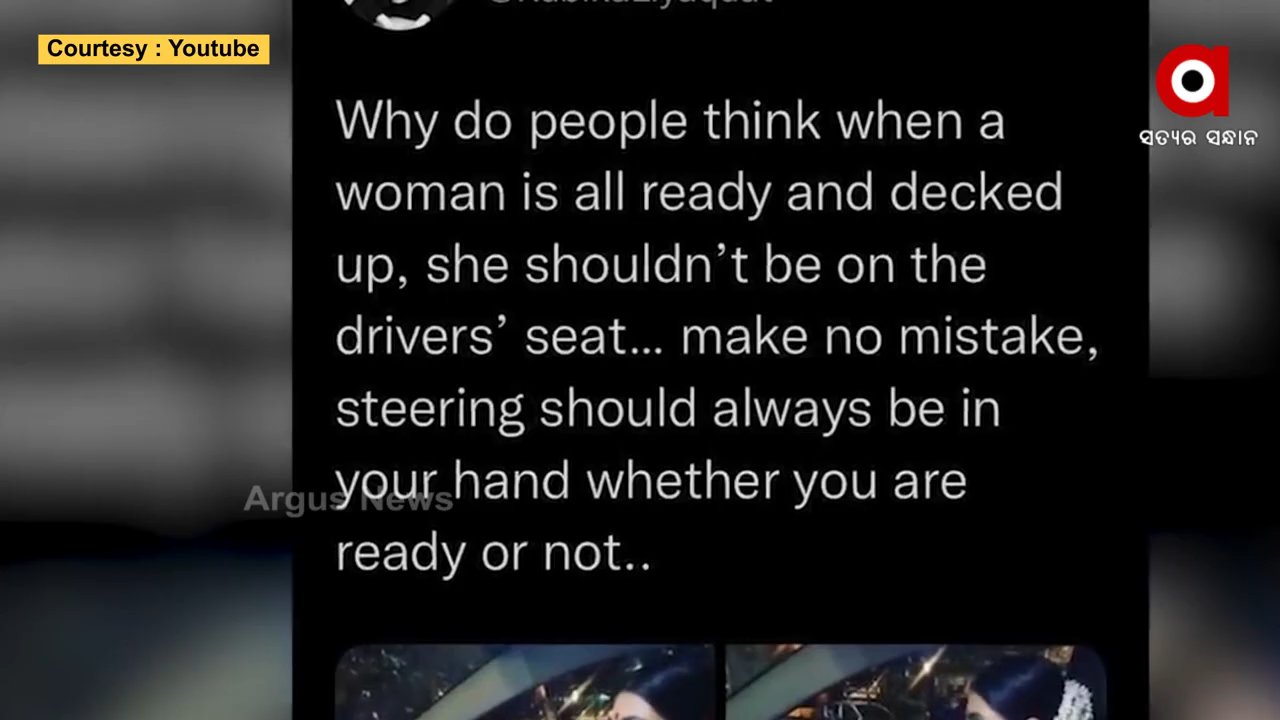 Courtesy : Youtube
ସତ୍ୟର ସନ୍ଧାନ
Why do people think when a
woman is all ready and decked
up, she shouldn’t be on the
drivers’ seat... make no mistake,
steering should always be in
your hand whether you are
ready or not..
Argus News